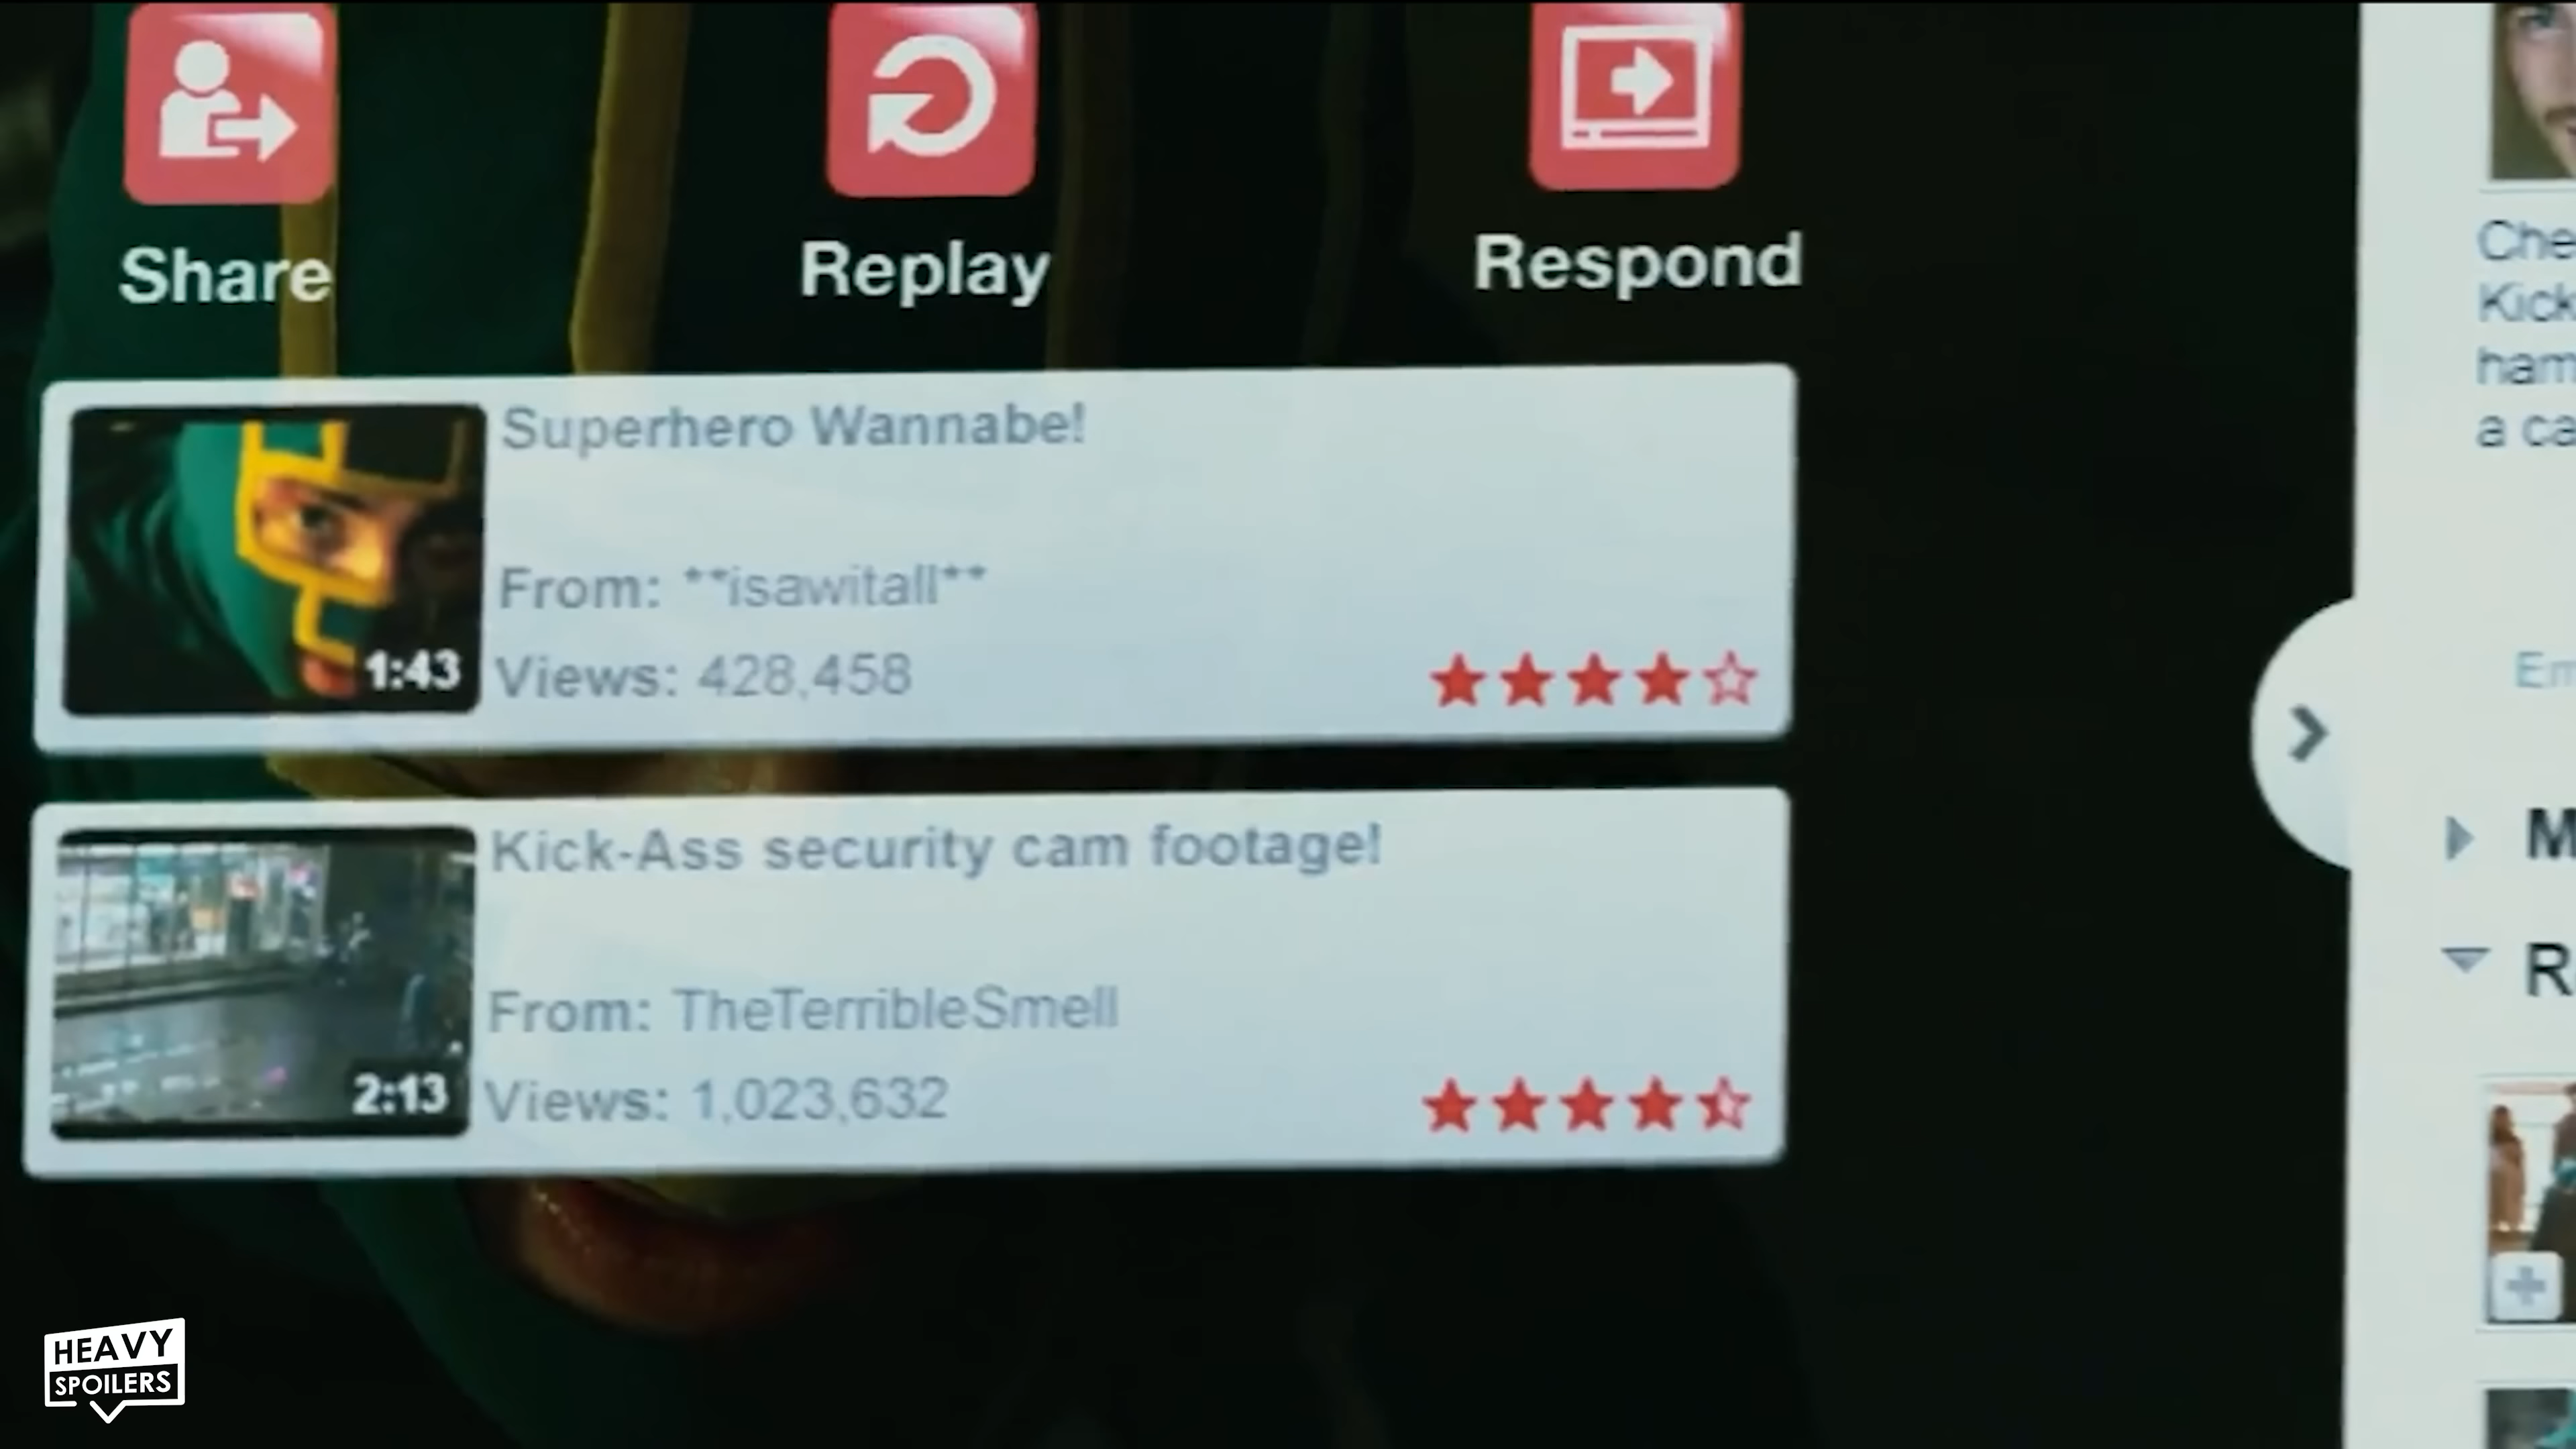 Share
Replay
Respond
Superhero Wannabe!
From: **isawitall**
Views: 428,458
1:43
Kick-Ass security cam footage!
From: TheTerribleSmell
Views: 1,023,632
2:13
a
M
R
HEAVY
SPOILERS